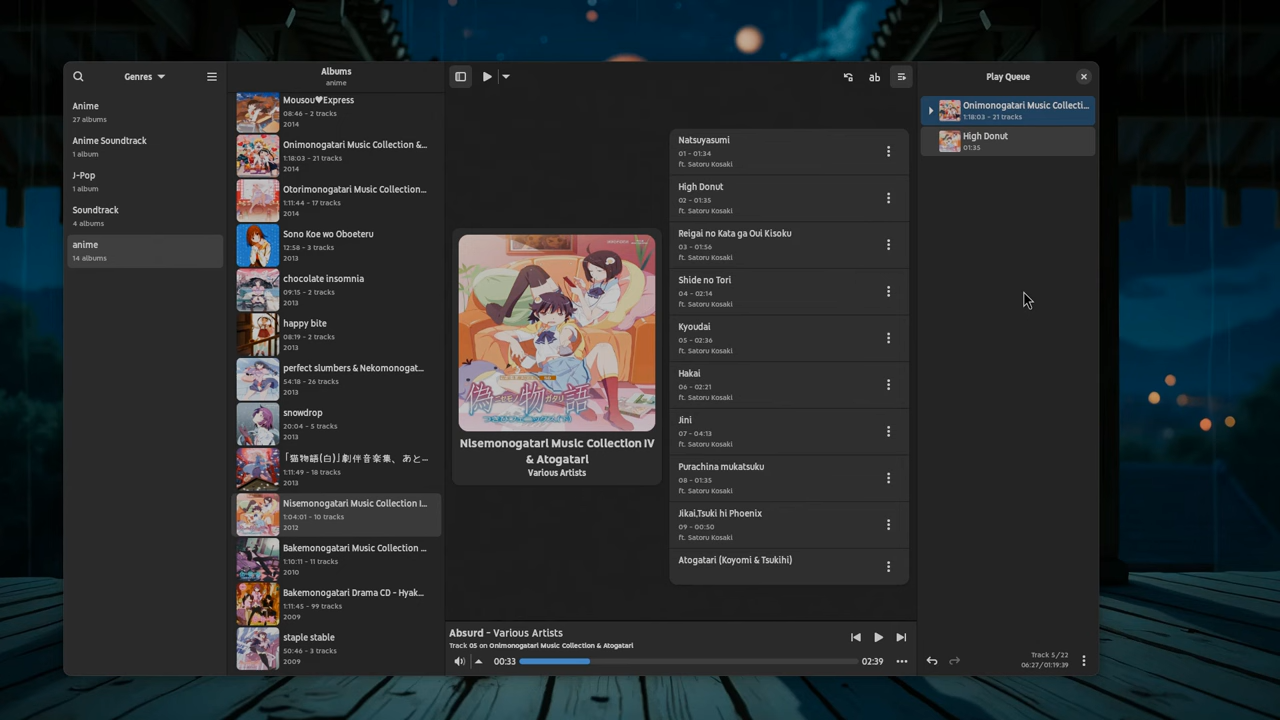 Genres
Anime
27 albums
Anime Soundtrack
1 album
J-Pop
1 album
Soundtrack
4 albums
anime
14 albums
Albums
anime
Mousou♥Express
08:46 - 2 tracks
2014
Onimonogatari Music Collection &...
1:18:03 - 21 tracks
2014
Otorimonogatari Music Collection...
1:11:44 - 17 tracks
2014
Sono Koe wo Oboeteru
12:58 - 3 tracks
2013
chocolate insomnia
09:15 - 2 tracks
2013
happy bite
08:19 - 2 tracks
2013
perfect slumbers & Nekomonogat...
54:18 - 26 tracks
2013
snowdrop
20:04 - 5 tracks
2013
「猫物語(白)」劇伴音楽集、あと...
1:11:49 - 18 tracks
2013
Nisemonogatari Music Collection I...
1:04:01 - 10 tracks
2012
Bakemonogatari Music Collection ...
1:10:11 - 11 tracks
2010
Bakemonogatari Drama CD - Hyak...
1:11:45 - 99 tracks
2009
staple stable
50:46 - 3 tracks
2009
ab
偽物語
ニセモノ ガタリ
Nisemonogatari Music Collection IV
& Atogatari
Various Artists
Natsuyasumi
01 - 01:34
ft. Satoru Kosaki
High Donut
02 - 01:35
ft. Satoru Kosaki
Reigai no Kata ga Oui Kisoku
03 - 01:56
ft. Satoru Kosaki
Shide no Tori
04 - 02:14
ft. Satoru Kosaki
Kyoudai
05 - 02:36
ft. Satoru Kosaki
Hakai
06 - 02:21
ft. Satoru Kosaki
Jini
07 - 04:13
ft. Satoru Kosaki
Purachina mukatsuku
08 - 01:35
ft. Satoru Kosaki
Jikai,Tsuki hi Phoenix
09 - 00:50
ft. Satoru Kosaki
Atogatari (Koyomi & Tsukihi)
Absurd - Various Artists
Track 05 on Onimonogatari Music Collection & Atogatari
00:33
02:39
Play Queue
Onimonogatari Music Collecti...
1:18:03 - 21 tracks
High Donut
01:35
Track 5/22
06:27/01:19:39